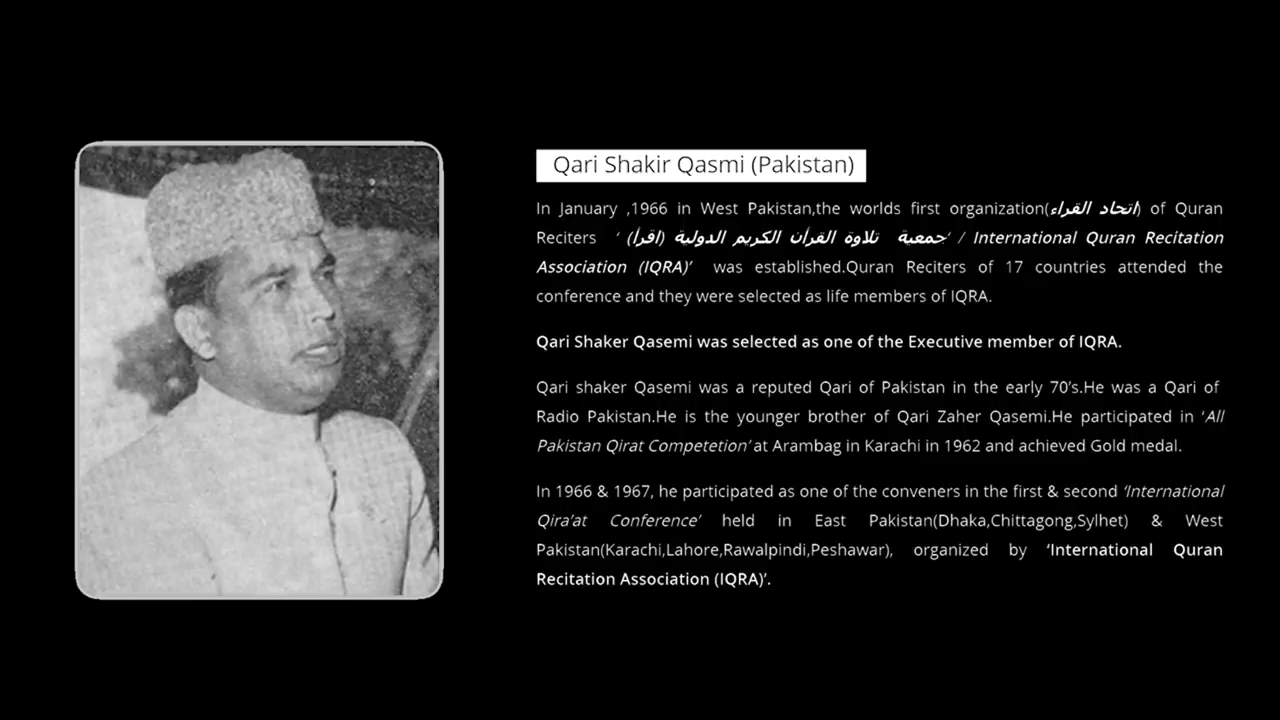 Qari Shakir Qasmi (Pakistan)
In January ,1966 in West Pakistan,the worlds first organization(اتحاد القراء) of Quran
Reciters ‘ جمعية تلاوة القرأن الكريم الدولية (اقرأ)‘ / International Quran Recitation
Association (IQRA)’ was established.Quran Reciters of 17 countries attended the
conference and they were selected as life members of IQRA.
Qari Shaker Qasemi was selected as one of the Executive member of IQRA.
Qari shaker Qasemi was a reputed Qari of Pakistan in the early 70’s.He was a Qari of
Radio Pakistan.He is the younger brother of Qari Zaher Qasemi.He participated in ‘All
Pakistan Qirat Competetion’ at Arambag in Karachi in 1962 and achieved Gold medal.
In 1966 & 1967, he participated as one of the conveners in the first & second ‘International
Qira’at Conference’ held in East Pakistan(Dhaka,Chittagong,Sylhet) & West
Pakistan(Karachi,Lahore,Rawalpindi,Peshawar), organized by ‘International Quran
Recitation Association (IQRA)’.